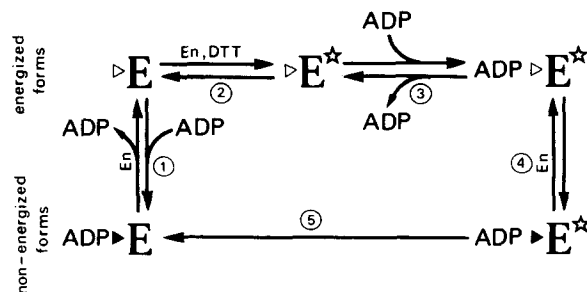 energized
forms
ADP
En, DTT
▷E
E☆
▷E☆
②
③
ADP
ADP
ADP
ADP
En
①
④
En
non-energized
forms
ADP▶E
⑤
ADP▶E☆